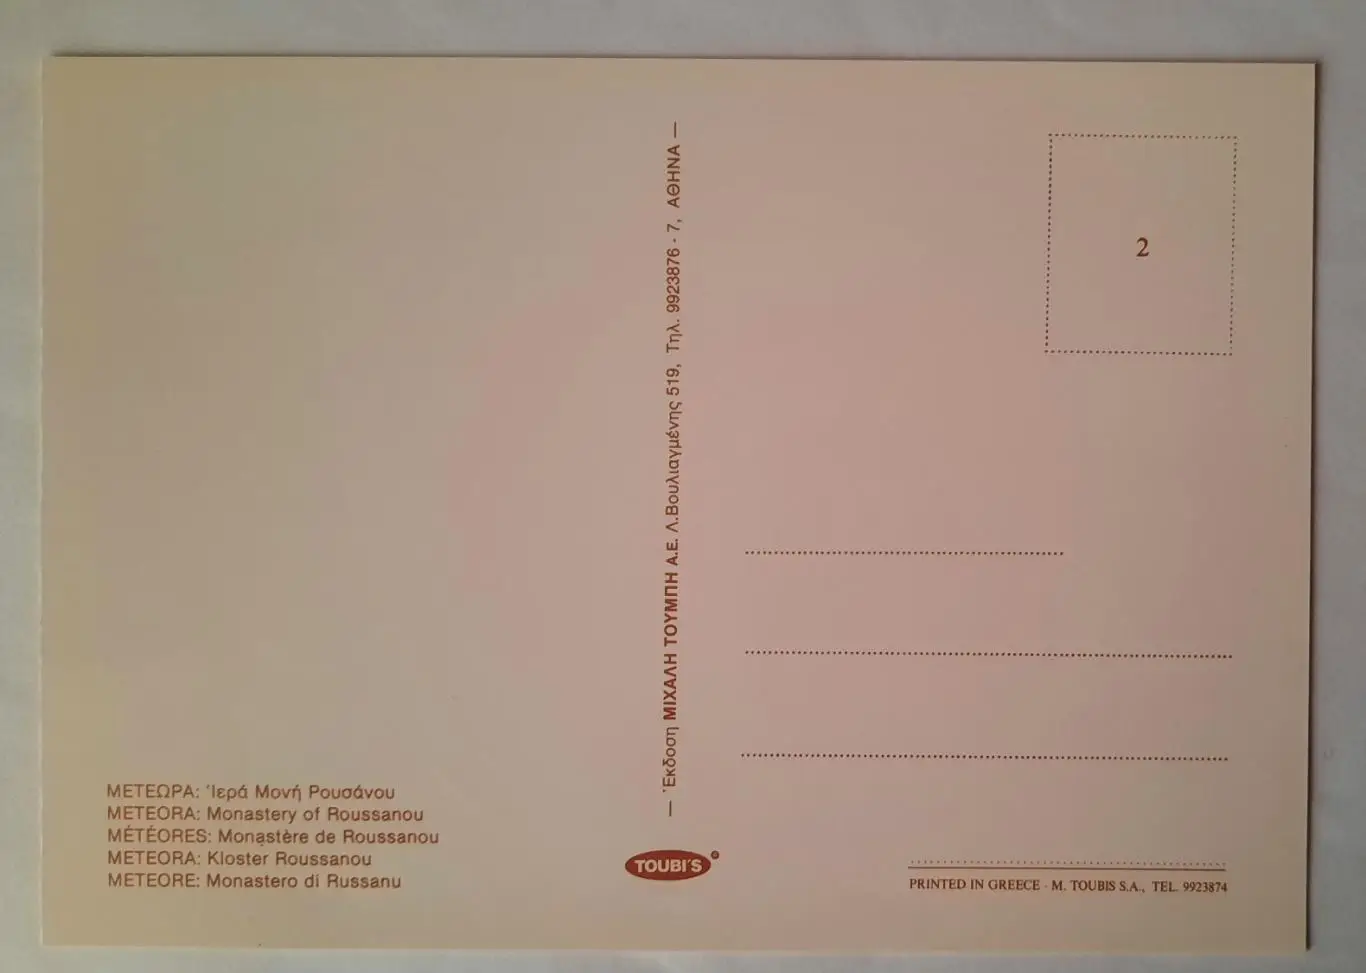 ΜΕΤΕΩΡΑ: Ἱερά Μονή Ρουσάνου
METEORA: Monastery of Roussanou
MÉTÉORES: Monastère de Roussanou
METEORA: Kloster Roussanou
METEORE: Monastero di Russanu
— Ἔκδοση ΜΙΧΑΛΗ ΤΟΥΜΠΗ Α.Ε. Λ.Βουλιαγμένης 519, Τηλ. 9923876 - 7, ΑΘΗΝΑ —
TOUBI'S
2
PRINTED IN GREECE · M. TOUBIS S.A., TEL. 9923874